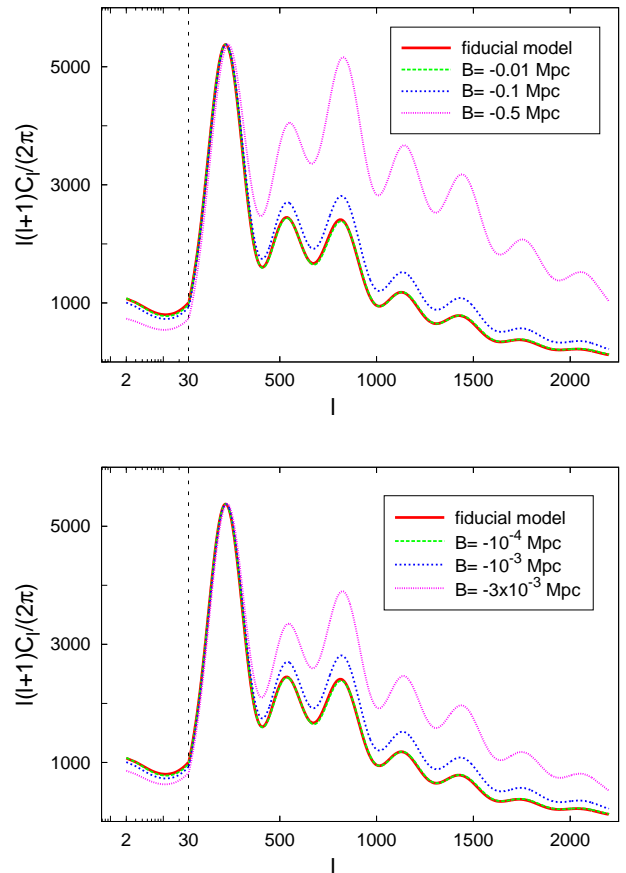 fiducial model
B= -0.01 Mpc
B= -0.1 Mpc
B= -0.5 Mpc
5000
3000
1000
l(l+1)C_l/(2π)
2 30 500 1000 1500 2000
l
fiducial model
B= -10^-4 Mpc
B= -10^-3 Mpc
B= -3x10^-3 Mpc
5000
3000
1000
l(l+1)C_l/(2π)
2 30 500 1000 1500 2000
l